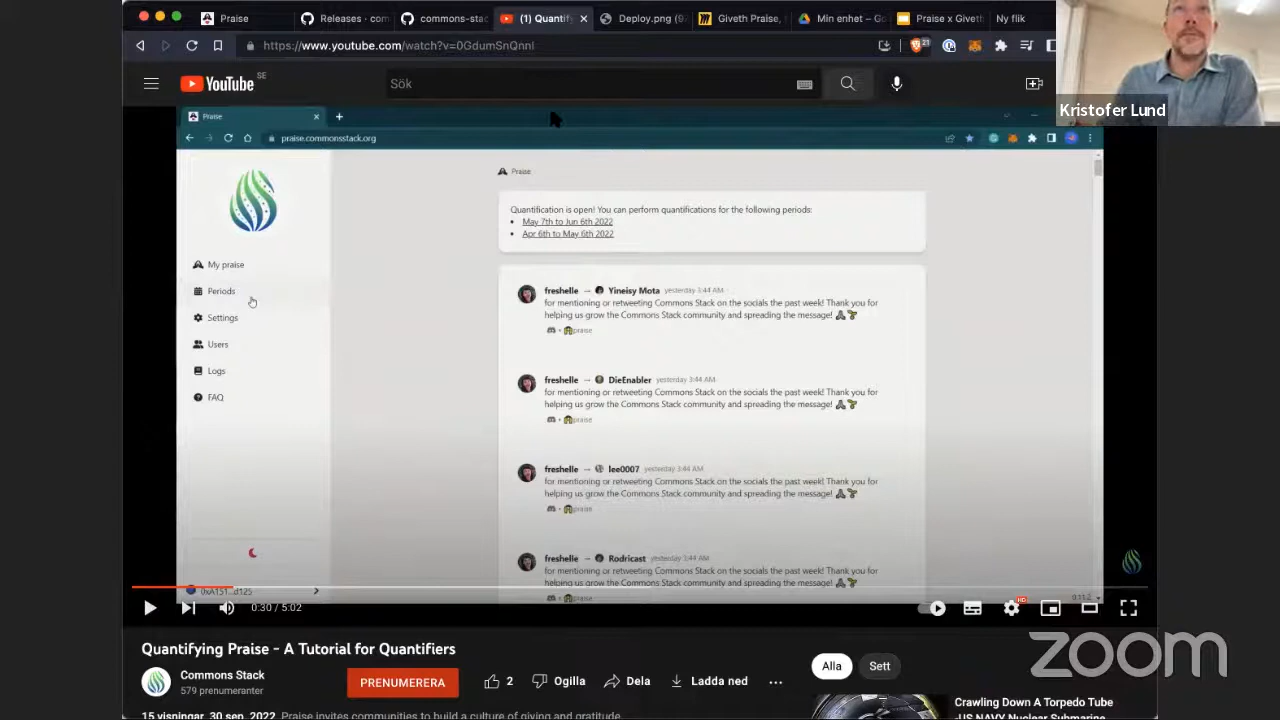 Praise
Releases · com
commons-stac
(1) Quantify
Deploy.png (9
Giveth Praise,
Min enhet – Go
Praise x Giveth
Ny flik
https://www.youtube.com/watch?v=0GdumSnQnnI
21
YouTube SE
Sök
Kristofer Lund
Praise
praise.commonsstack.org
Praise
Quantification is open! You can perform quantifications for the following periods:
May 7th to Jun 6th 2022
Apr 6th to May 6th 2022
My praise
Periods
Settings
Users
Logs
FAQ
freshelle → Yineisy Mota yesterday 3:44 AM
for mentioning or retweeting Commons Stack on the socials the past week! Thank you for
helping us grow the Commons Stack community and spreading the message!
praise
freshelle → DieEnabler yesterday 3:44 AM
for mentioning or retweeting Commons Stack on the socials the past week! Thank you for
helping us grow the Commons Stack community and spreading the message!
praise
freshelle → lee0007 yesterday 3:44 AM
for mentioning or retweeting Commons Stack on the socials the past week! Thank you for
helping us grow the Commons Stack community and spreading the message!
praise
freshelle → Rodricast yesterday 3:44 AM
for mentioning or retweeting Commons Stack on the socials the past week! Thank you for
helping us grow the Commons Stack community and spreading the message!
praise
0:30 / 5:02
HD
Quantifying Praise - A Tutorial for Quantifiers
Commons Stack
579 prenumeranter
PRENUMERERA
2
Ogilla
Dela
Ladda ned
Alla
Sett
zoom
15 visningar 30 sep. 2022 Praise invites communities to build a culture of giving and gratitude.
Crawling Down A Torpedo Tube
-US NAVY Nuclear Submarine